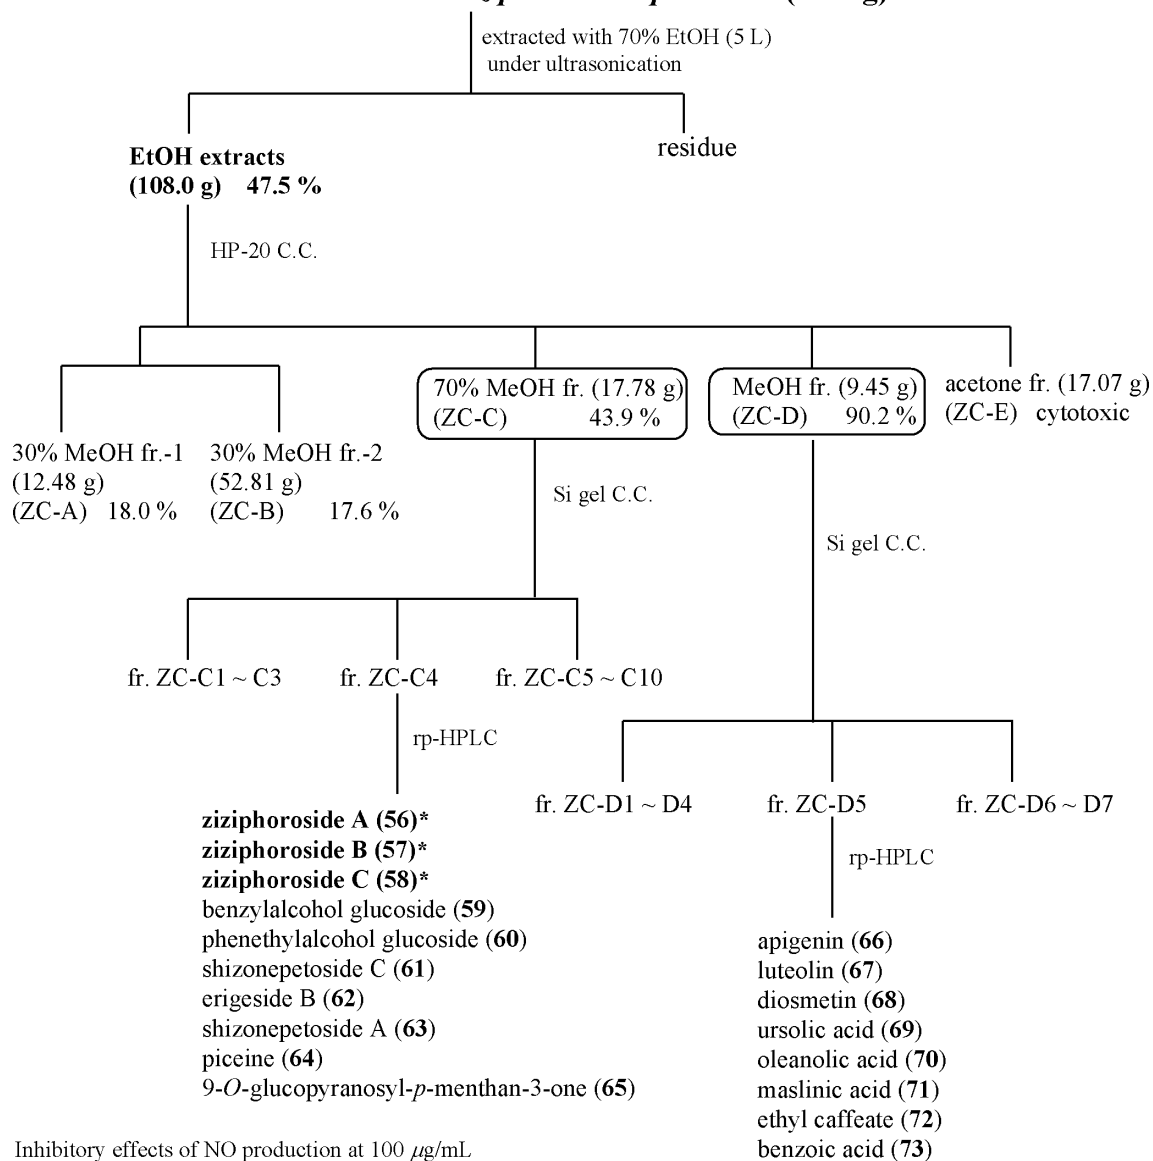 extracted with 70% EtOH (5 L)
under ultrasonication
EtOH extracts
(108.0 g) 47.5 %
residue
HP-20 C.C.
30% MeOH fr.-1
(12.48 g)
(ZC-A) 18.0 %
30% MeOH fr.-2
(52.81 g)
(ZC-B) 17.6 %
70% MeOH fr. (17.78 g)
(ZC-C) 43.9 %
MeOH fr. (9.45 g)
(ZC-D) 90.2 %
acetone fr. (17.07 g)
(ZC-E) cytotoxic
Si gel C.C.
Si gel C.C.
fr. ZC-C1 ~ C3
fr. ZC-C4
fr. ZC-C5 ~ C10
rp-HPLC
fr. ZC-D1 ~ D4
fr. ZC-D5
fr. ZC-D6 ~ D7
rp-HPLC
ziziphoroside A (56)*
ziziphoroside B (57)*
ziziphoroside C (58)*
benzylalcohol glucoside (59)
phenethylalcohol glucoside (60)
shizonepetoside C (61)
erigeside B (62)
shizonepetoside A (63)
piceine (64)
9-O-glucopyranosyl-p-menthan-3-one (65)
apigenin (66)
luteolin (67)
diosmetin (68)
ursolic acid (69)
oleanolic acid (70)
maslinic acid (71)
ethyl caffeate (72)
benzoic acid (73)
Inhibitory effects of NO production at 100 μg/mL